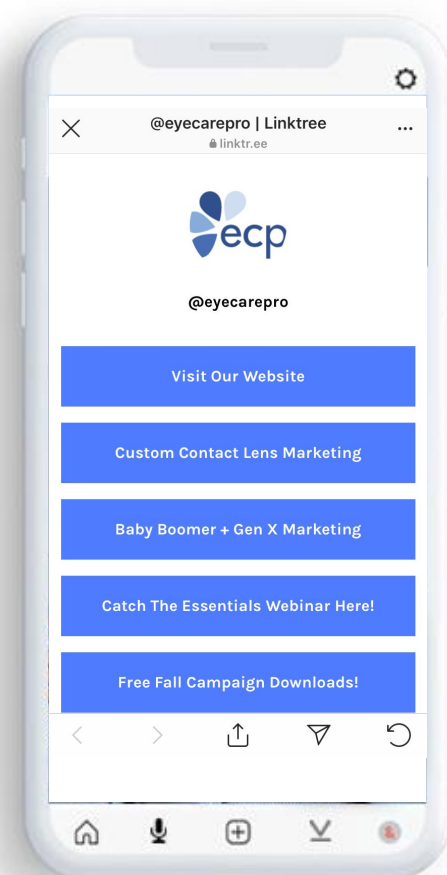 @eyecarepro | Linktree
linktr.ee
ecp
@eyecarepro
Visit Our Website
Custom Contact Lens Marketing
Baby Boomer + Gen X Marketing
Catch The Essentials Webinar Here!
Free Fall Campaign Downloads!